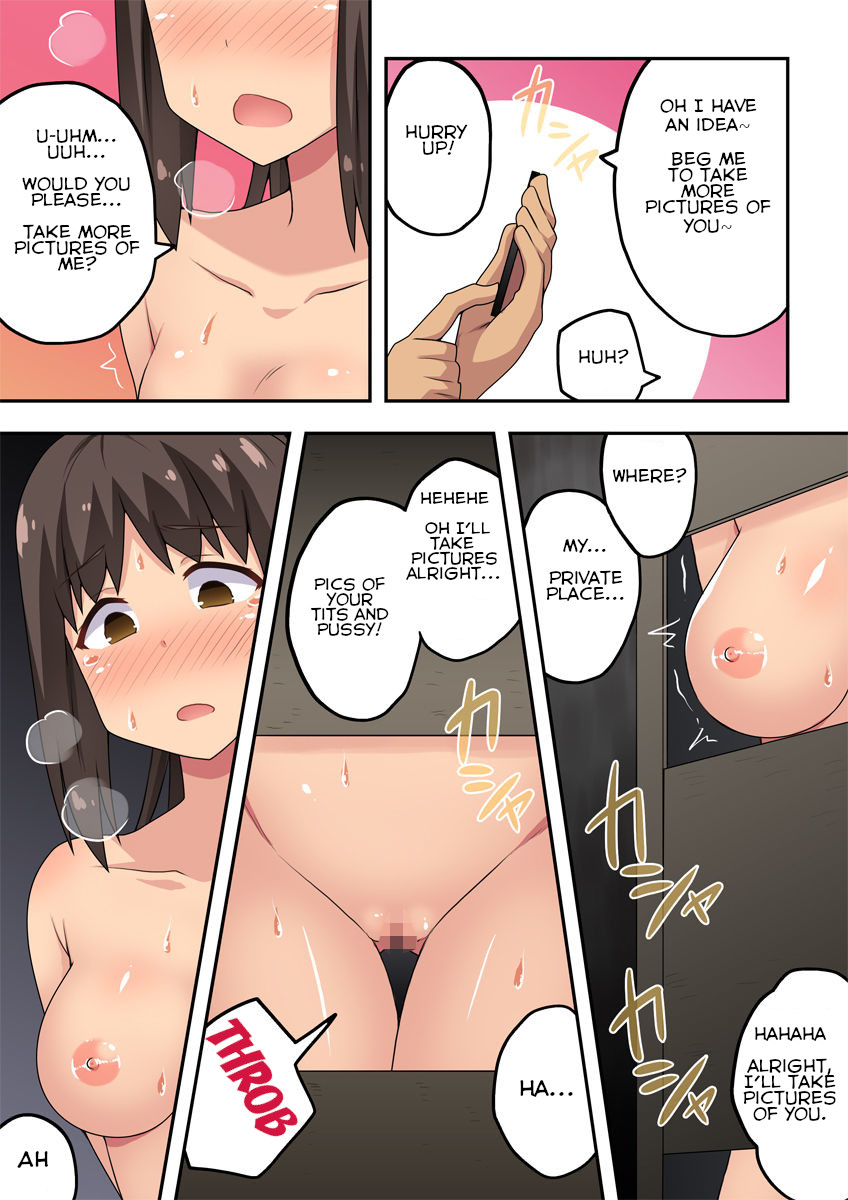 OH I HAVE
AN IDEA~
BEG ME
TO TAKE
MORE
PICTURES OF
YOU~
HUH?
HURRY
UP!
カシャ
U-UHM...
UUH...
WOULD YOU
PLEASE...
TAKE MORE
PICTURES OF
ME?
WHERE?
MY...
PRIVATE
PLACE...
カシャ
カシャ
HAHAHA
ALRIGHT,
I'LL TAKE
PICTURES
OF YOU.
HEHEHE
OH I'LL
TAKE
PICTURES
ALRIGHT...
PICS OF
YOUR
TITS AND
PUSSY!
カシャ
HA...
THROB
AH